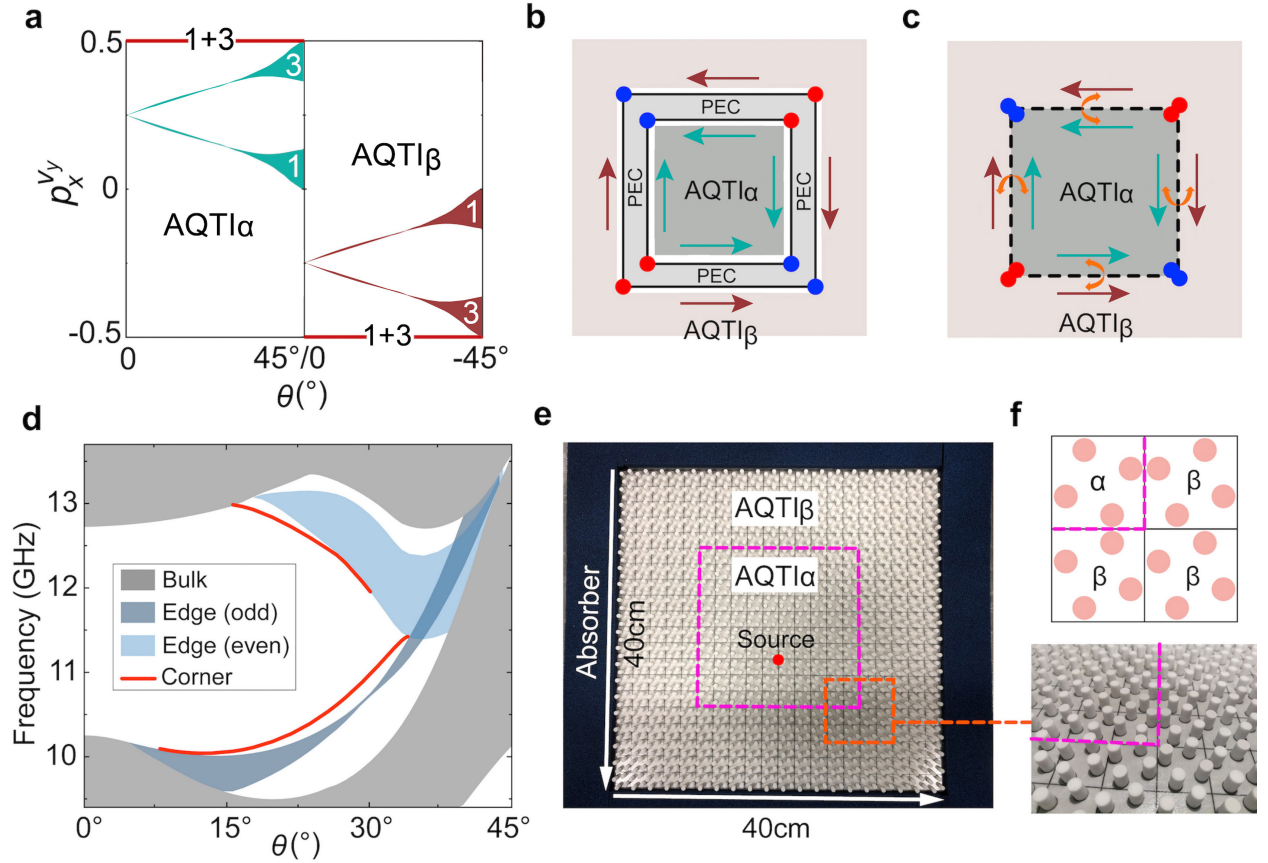 a
0.5
0
-0.5
p_x^{v_y}
1+3
3
1
AQTIα
AQTIβ
1
3
1+3
0
45°/0
-45°
θ(°)
b
PEC
PEC
AQTIα
PEC
PEC
AQTIβ
c
AQTIα
AQTIβ
d
Frequency (GHz)
13
12
11
10
Bulk
Edge (odd)
Edge (even)
Corner
0°
15°
30°
45°
θ(°)
e
AQTIβ
AQTIα
Source
Absorber
40cm
40cm
f
α
β
β
β